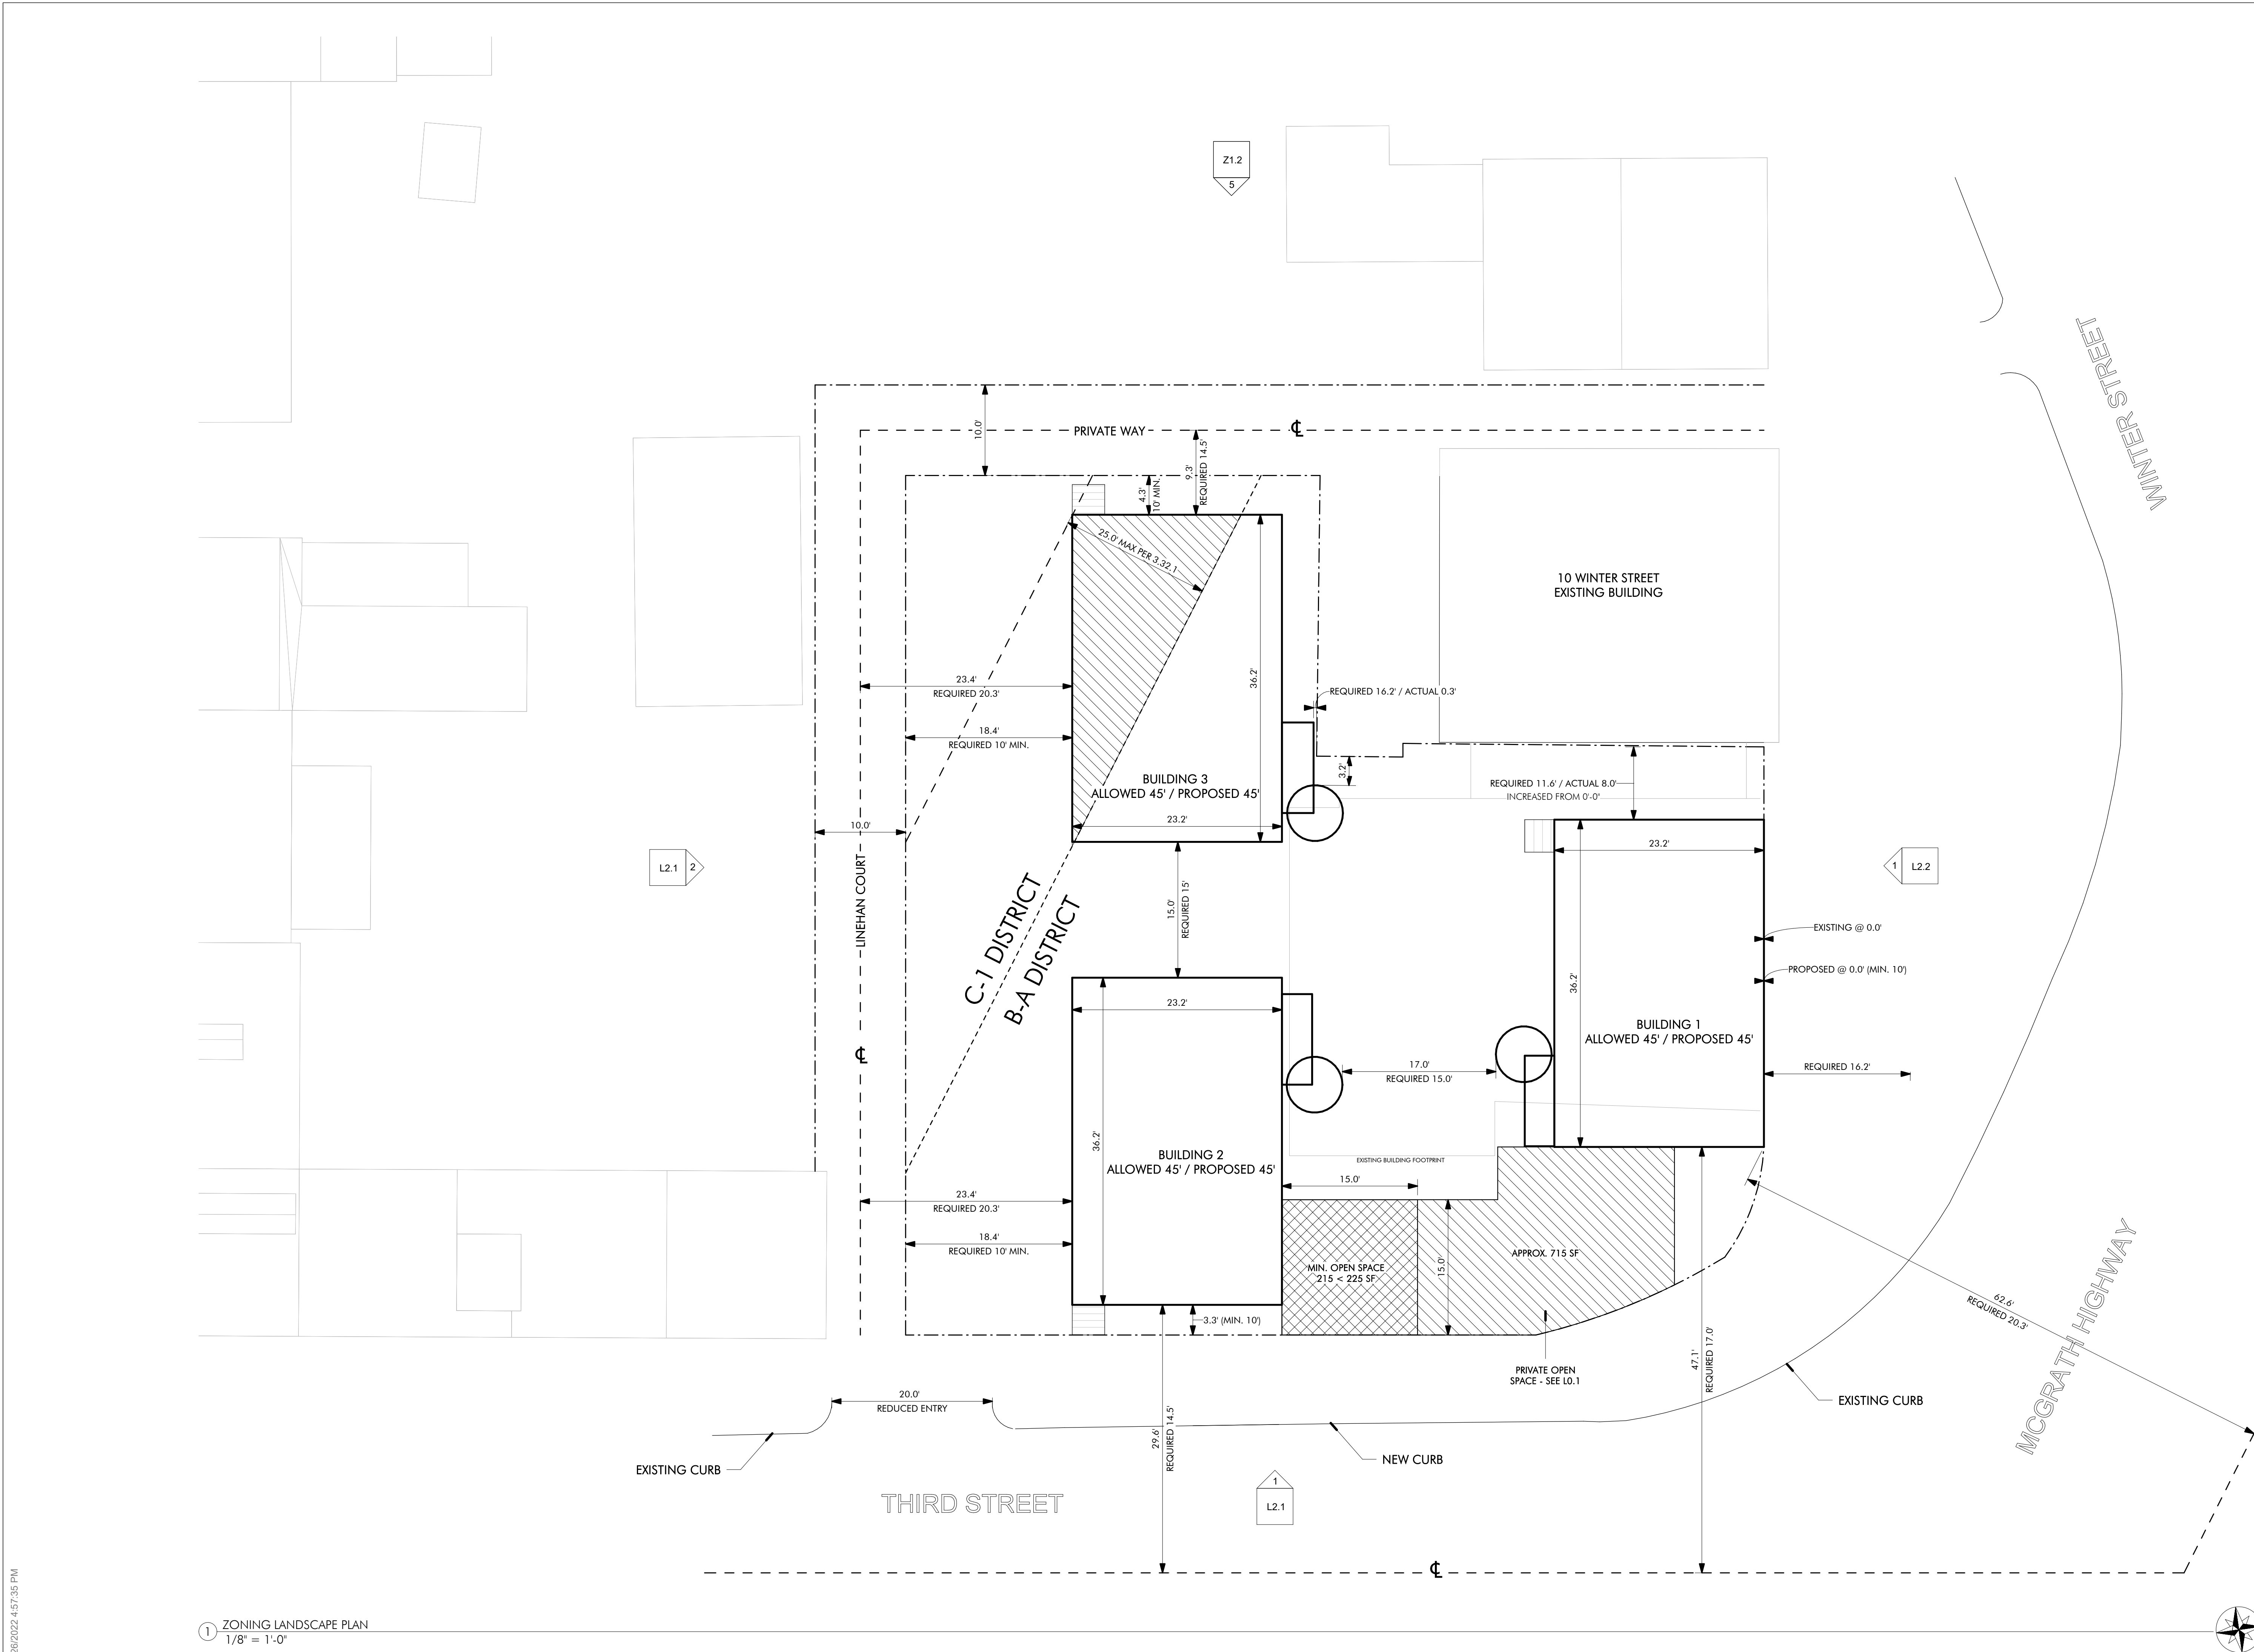 Z1.2
5
WINTER STREET
10.0'
PRIVATE WAY
℄
9.3'
REQUIRED 14.5'
4.3'
10' MIN.
25.0' MAX PER 3.32.1
10 WINTER STREET
EXISTING BUILDING
23.4'
REQUIRED 20.3'
36.2'
REQUIRED 16.2' / ACTUAL 0.3'
18.4'
REQUIRED 10' MIN.
3.2'
BUILDING 3
ALLOWED 45' / PROPOSED 45'
REQUIRED 11.6' / ACTUAL 8.0'
INCREASED FROM 0'-0"
10.0'
23.2'
23.2'
L2.1
2
LINEHAN COURT
℄
C-1 DISTRICT
B-A DISTRICT
15.0'
REQUIRED 15'
1
L2.2
EXISTING @ 0.0'
PROPOSED @ 0.0' (MIN. 10')
36.2'
23.2'
BUILDING 1
ALLOWED 45' / PROPOSED 45'
17.0'
REQUIRED 15.0'
REQUIRED 16.2'
36.2'
BUILDING 2
ALLOWED 45' / PROPOSED 45'
EXISTING BUILDING FOOTPRINT
15.0'
23.4'
REQUIRED 20.3'
18.4'
REQUIRED 10' MIN.
MIN. OPEN SPACE
215 < 225 SF
15.0'
APPROX. 715 SF
3.3' (MIN. 10')
62.6'
REQUIRED 20.3'
MCGRATH HIGHWAY
47.1'
REQUIRED 17.0'
PRIVATE OPEN
SPACE - SEE L0.1
20.0'
REDUCED ENTRY
EXISTING CURB
29.6'
REQUIRED 14.5'
NEW CURB
EXISTING CURB
THIRD STREET
1
L2.1
℄
26/2022 4:57:35 PM
1
ZONING LANDSCAPE PLAN
1/8" = 1'-0"